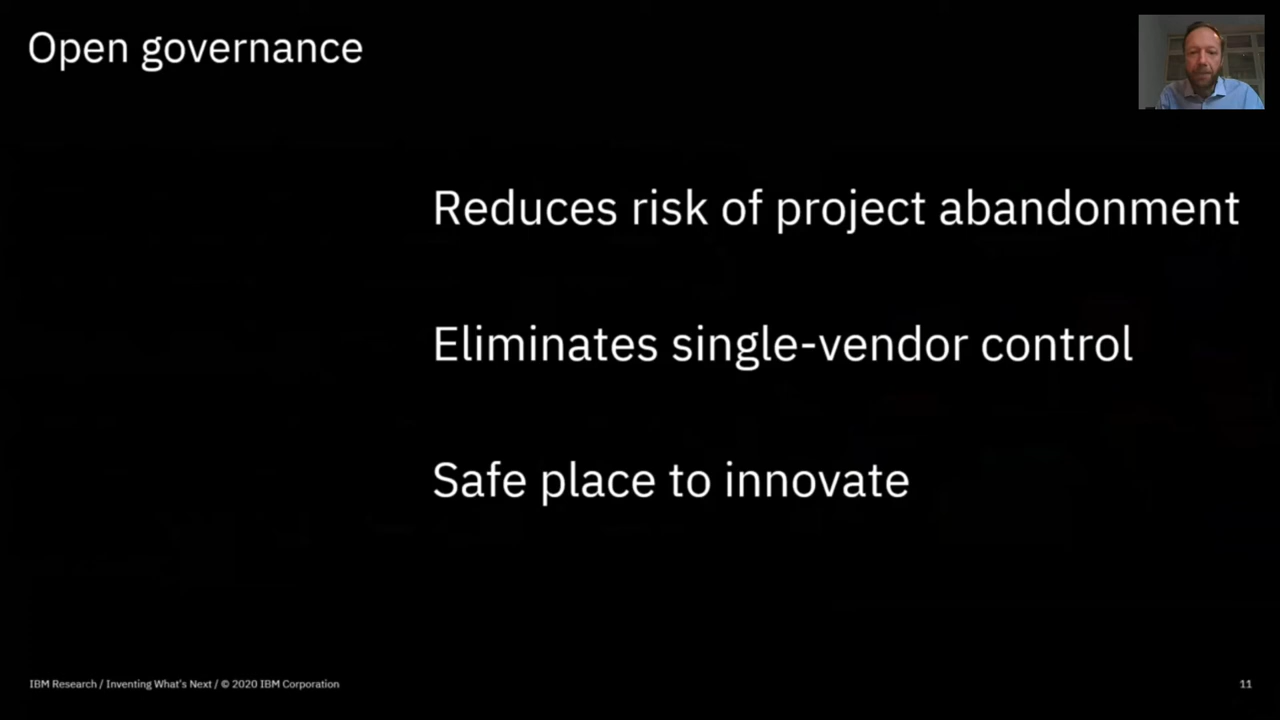 Open governance
Reduces risk of project abandonment
Eliminates single-vendor control
Safe place to innovate
IBM Research / Inventing What's Next / © 2020 IBM Corporation
11